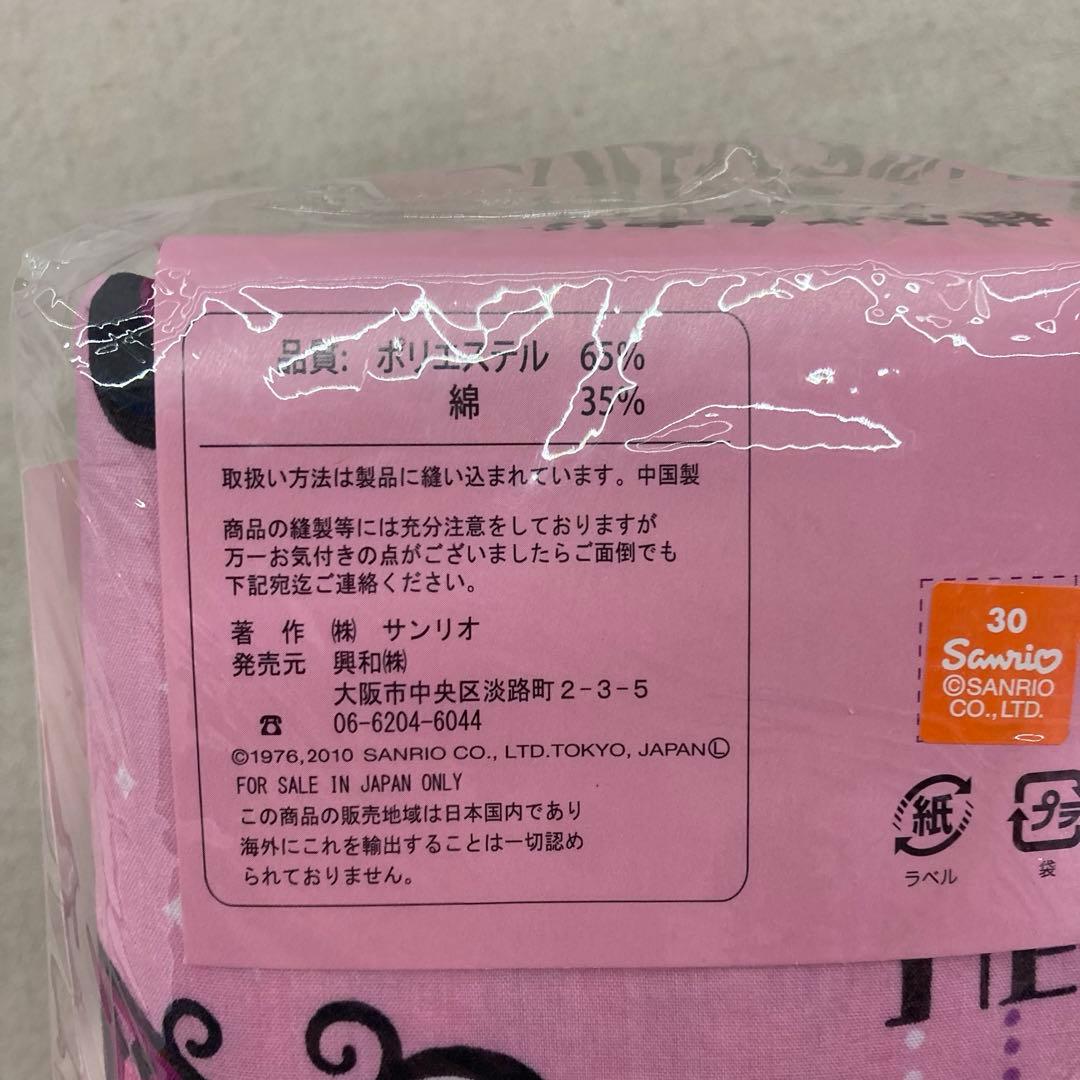 品質: ポリエステル 65%
綿 35%
取扱い方法は製品に縫い込まれています。中国製
商品の縫製等には充分注意をしておりますが
万一お気付きの点がございましたらご面倒でも
下記宛迄ご連絡ください。
著 作 ㈱ サンリオ
発売元 興和㈱
大阪市中央区淡路町2-3-5
☎ 06-6204-6044
©1976,2010 SANRIO CO., LTD.TOKYO, JAPANⓁ
FOR SALE IN JAPAN ONLY
この商品の販売地域は日本国内であり
海外にこれを輸出することは一切認め
られておりません。
30
Sanrio
©SANRIO
CO.,LTD.
紙
ラベル
プラ
袋